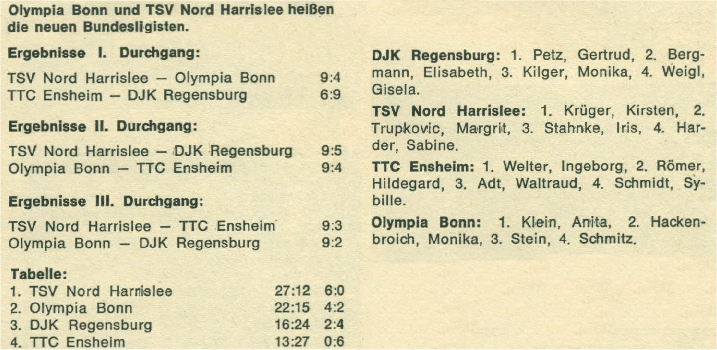 Olympia Bonn und TSV Nord Harrislee heißen
die neuen Bundesligisten.
Ergebnisse I. Durchgang:
TSV Nord Harrislee — Olympia Bonn 9:4
TTC Ensheim — DJK Regensburg 6:9
Ergebnisse II. Durchgang:
TSV Nord Harrislee — DJK Regensburg 9:5
Olympia Bonn — TTC Ensheim 9:4
Ergebnisse III. Durchgang:
TSV Nord Harrislee — TTC Ensheim 9:3
Olympia Bonn — DJK Regensburg 9:2
Tabelle:
1. TSV Nord Harrislee 27:12 6:0
2. Olympia Bonn 22:15 4:2
3. DJK Regensburg 16:24 2:4
4. TTC Ensheim 13:27 0:6
DJK Regensburg: 1. Petz, Gertrud, 2. Berg-
mann, Elisabeth, 3. Kilger, Monika, 4. Weigl,
Gisela.
TSV Nord Harrislee: 1. Krüger, Kirsten, 2.
Trupkovic, Margrit, 3. Stahnke, Iris, 4. Har-
der, Sabine.
TTC Ensheim: 1. Welter, Ingeborg, 2. Römer,
Hildegard, 3. Adt, Waltraud, 4. Schmidt, Sy-
bille.
Olympia Bonn: 1. Klein, Anita, 2. Hacken-
broich, Monika, 3. Stein, 4. Schmitz.